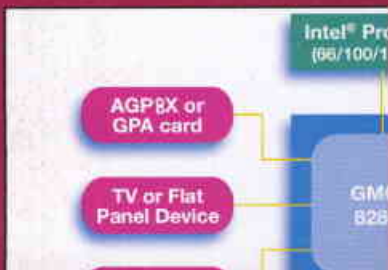 Intel® Pro
(66/100/1
AGP8X or
GPA card
TV or Flat
Panel Device
GMC
828